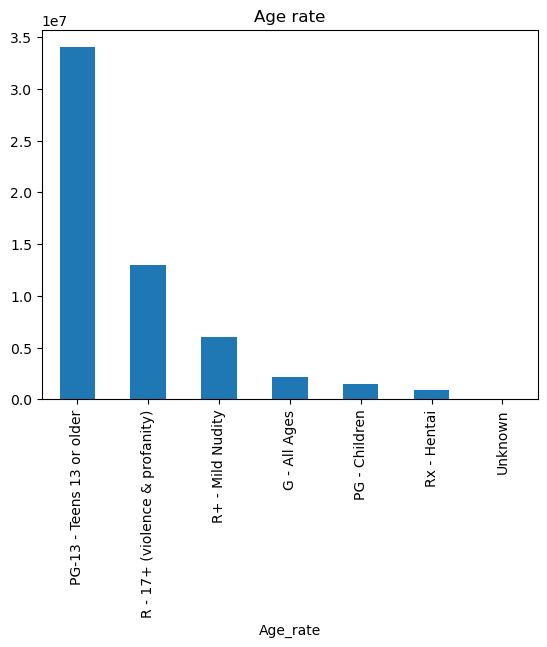 Age rate
1e7
3.5
3.0
2.5
2.0
1.5
1.0
0.5
0.0
PG-13 - Teens 13 or older
R - 17+ (violence & profanity)
R+ - Mild Nudity
G - All Ages
PG - Children
Rx - Hentai
Unknown
Age_rate